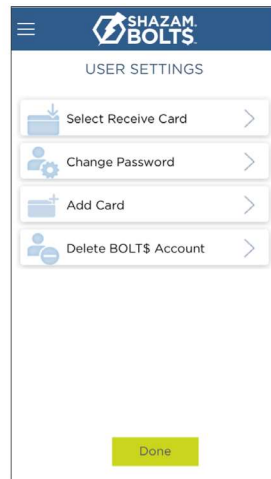 SHAZAM.
BOLT$.
USER SETTINGS
Select Receive Card
Change Password
Add Card
Delete BOLT$ Account
Done